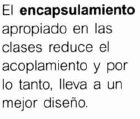 El encapsulamiento
apropiado en las
clases reduce el
acoplamiento y por
lo tanto, lleva a un
mejor diseño.